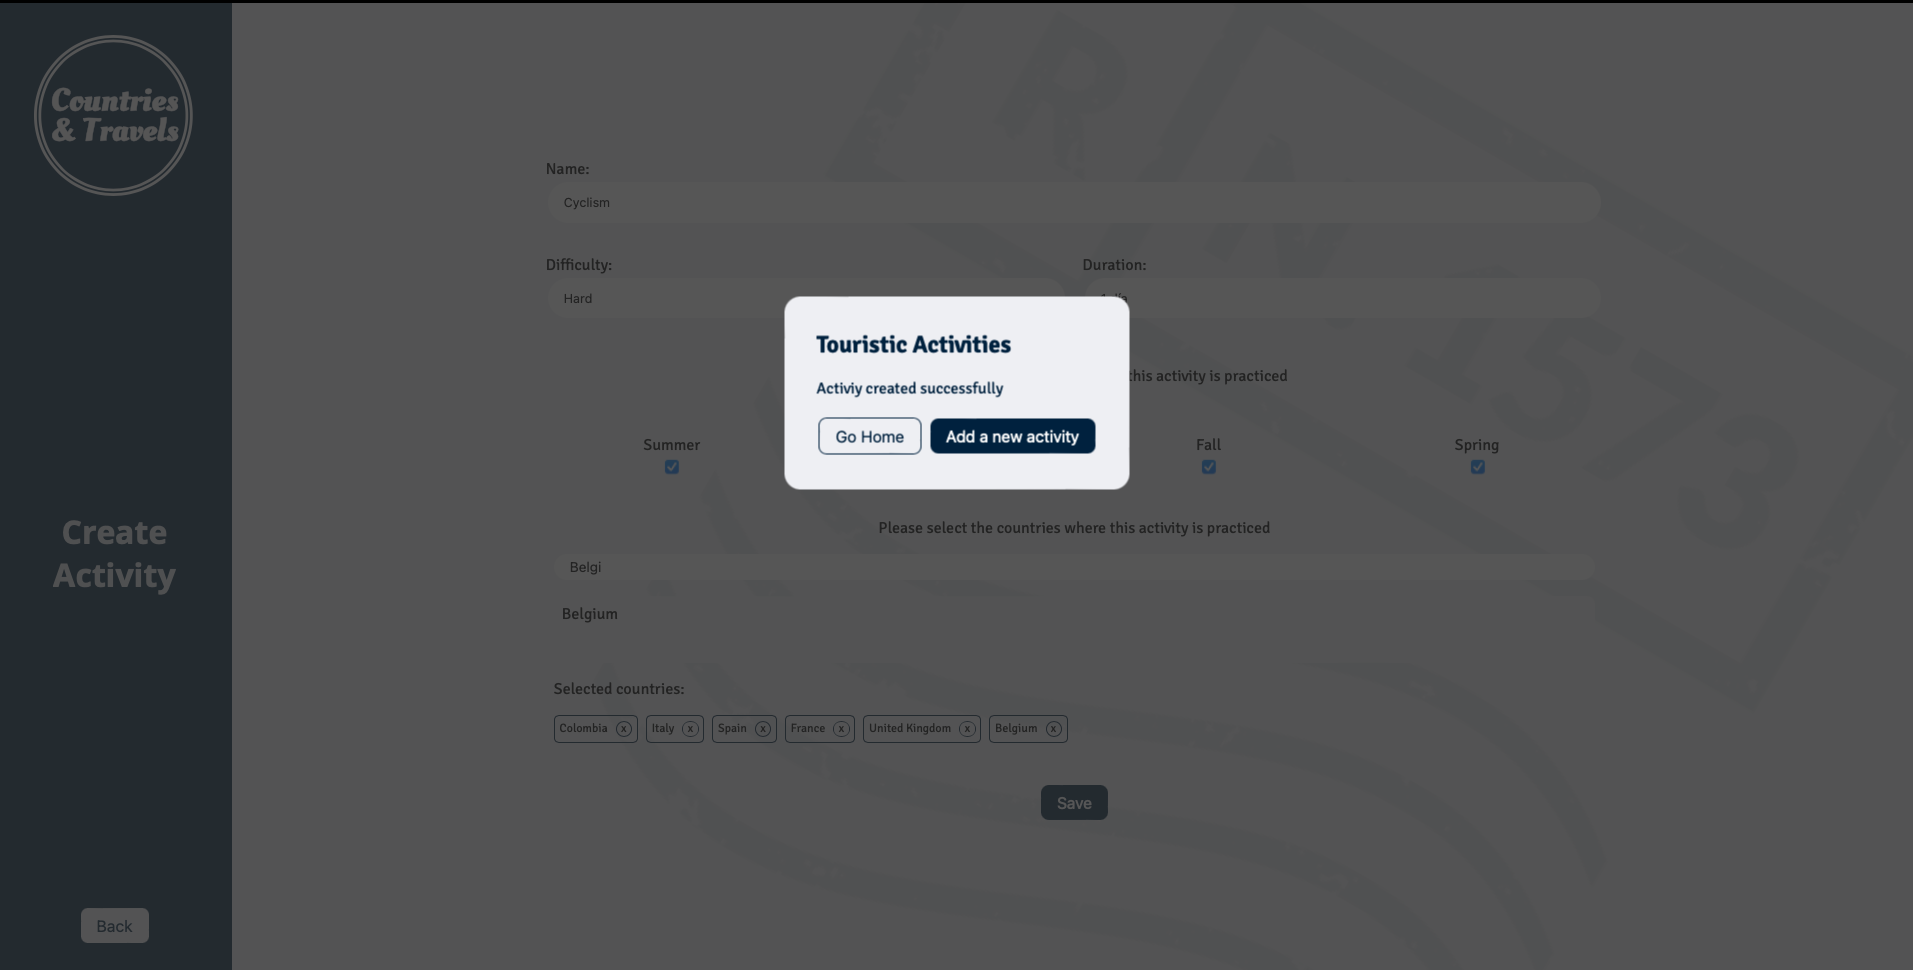 Countries
& Travels
Create
Activity
Back
Name:
Cyclism
Difficulty:
Duration:
Hard
Touristic Activities
Activiy created successfully
Go Home
Add a new activity
this activity is practiced
Summer
Fall
Spring
Please select the countries where this activity is practiced
Belgi
Belgium
Selected countries:
Colombia x Italy x Spain x France x United Kingdom x Belgium x
Save